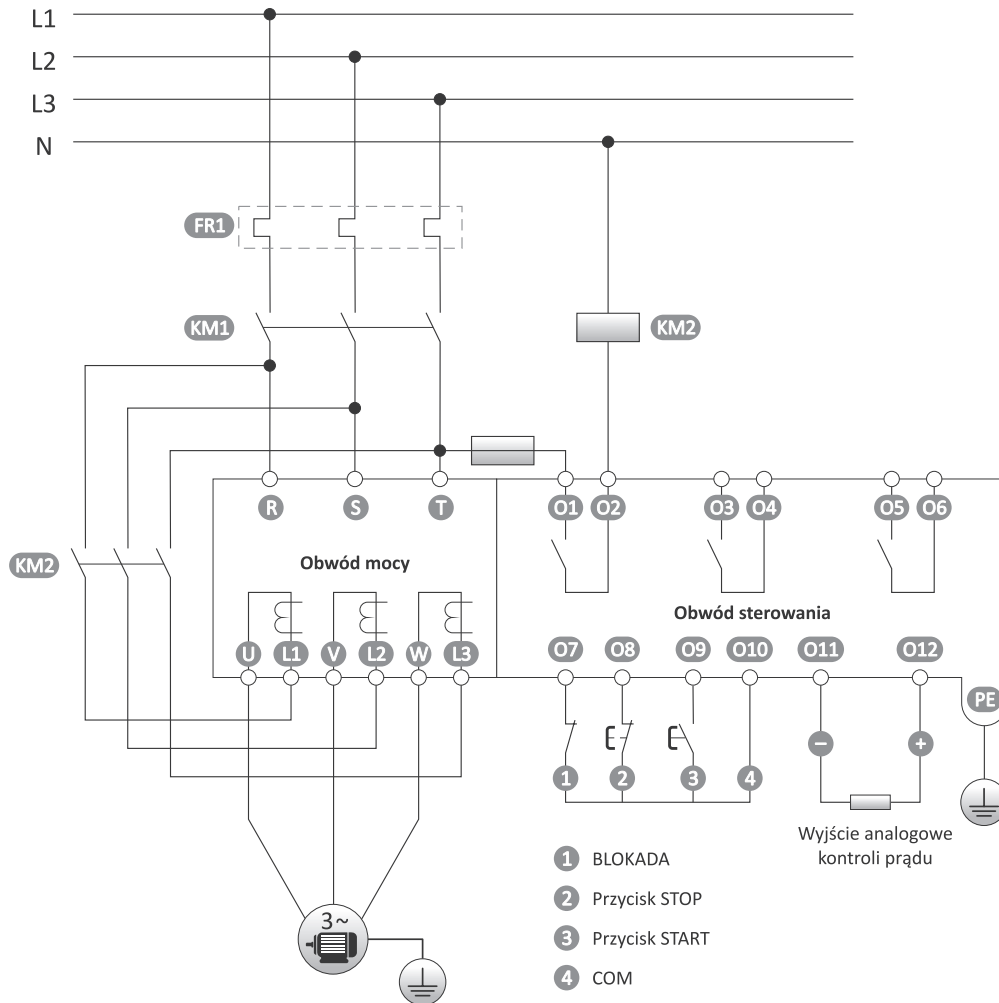 L1
L2
L3
N
FR1
KM1
KM2
R
S
T
O1
O2
O3
O4
O5
O6
KM2
Obwód mocy
Obwód sterowania
U
L1
V
L2
W
L3
O7
O8
O9
O10
O11
O12
PE
–
+
1
2
3
4
Wyjście analogowe
kontroli prądu
1 BLOKADA
2 Przycisk STOP
3 Przycisk START
4 COM
3~